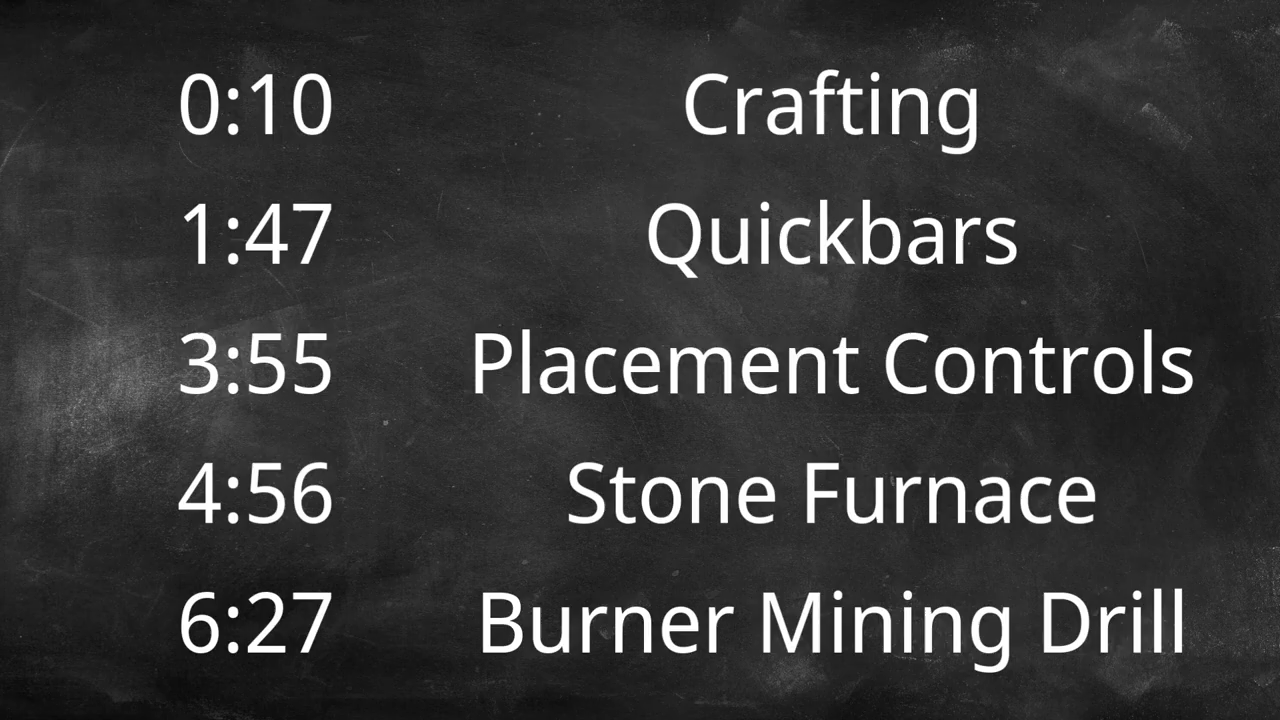 0:10 Crafting
1:47 Quickbars
3:55 Placement Controls
4:56 Stone Furnace
6:27 Burner Mining Drill